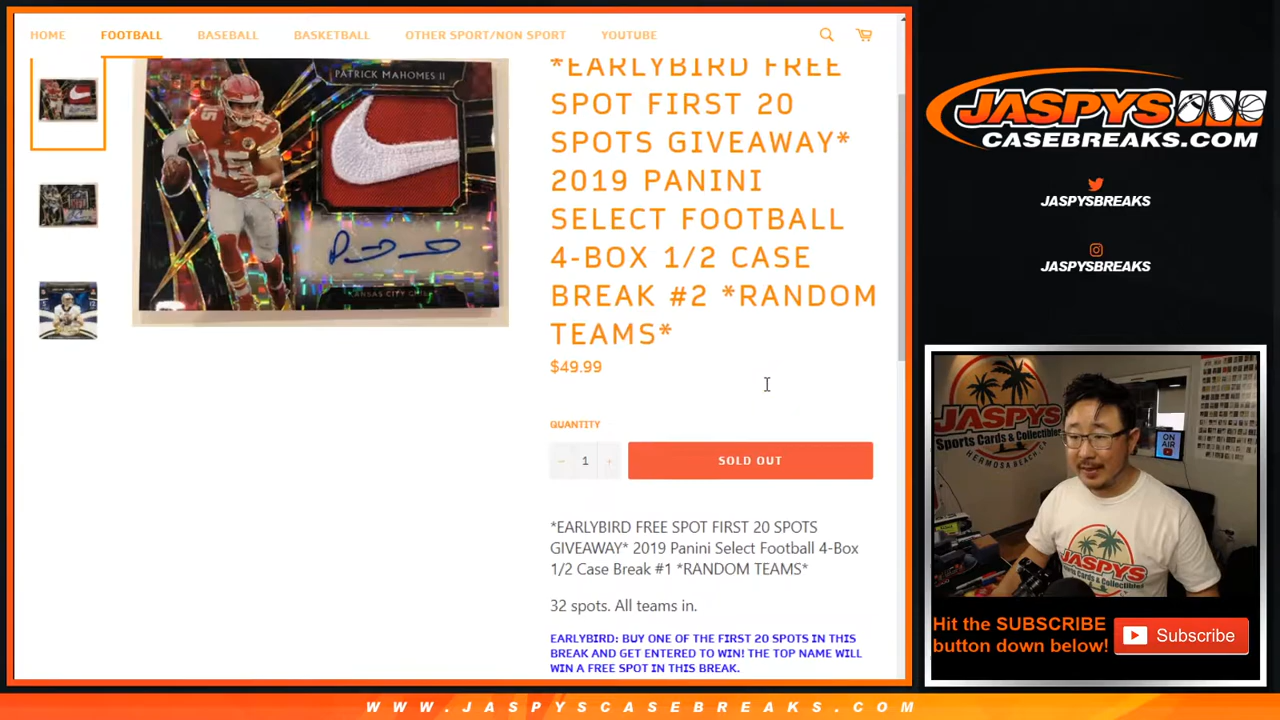 HOME FOOTBALL BASEBALL BASKETBALL OTHER SPORT/NON SPORT YOUTUBE
PATRICK MAHOMES II
15
*EARLYBIRD FREE
SPOT FIRST 20
SPOTS GIVEAWAY*
2019 PANINI
SELECT FOOTBALL
4-BOX 1/2 CASE
BREAK #2 *RANDOM
TEAMS*
$49.99
QUANTITY
− 1 +
SOLD OUT
*EARLYBIRD FREE SPOT FIRST 20 SPOTS
GIVEAWAY* 2019 Panini Select Football 4-Box
1/2 Case Break #1 *RANDOM TEAMS*
32 spots. All teams in.
EARLYBIRD: BUY ONE OF THE FIRST 20 SPOTS IN THIS
BREAK AND GET ENTERED TO WIN! THE TOP NAME WILL
WIN A FREE SPOT IN THIS BREAK.
JASPYS
CASEBREAKS.COM
JASPYSBREAKS
JASPYSBREAKS
JASPYS
Sports Cards & Collectibles
HERMOSA BEACH, CA
ON
AIR
JASPYS
Hit the SUBSCRIBE
button down below!
Subscribe
WWW.JASPYSCASEBREAKS.COM